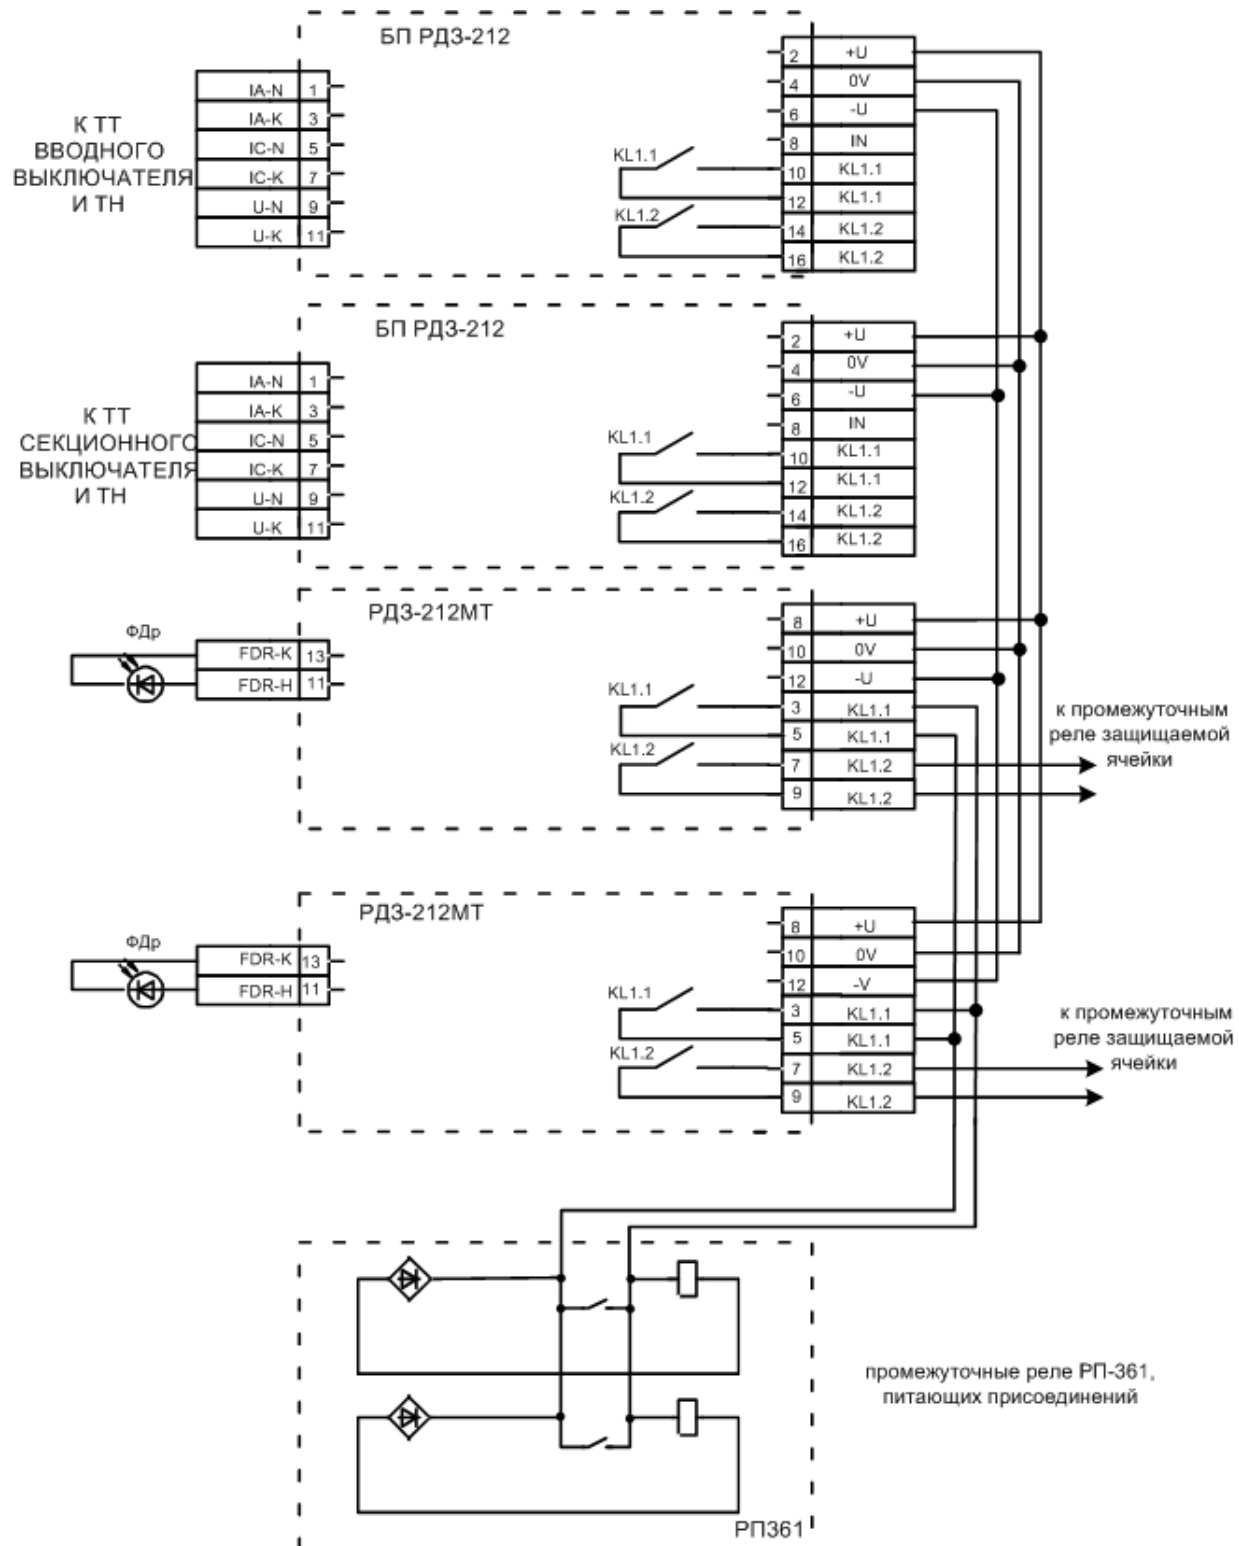 БП РДЗ-212
К ТТ
ВВОДНОГО
ВЫКЛЮЧАТЕЛЯ
И ТН
IA-N 1
IA-K 3
IC-N 5
IC-K 7
U-N 9
U-K 11
KL1.1
KL1.2
2 +U
4 0V
6 -U
8 IN
10 KL1.1
12 KL1.1
14 KL1.2
16 KL1.2
БП РДЗ-212
К ТТ
СЕКЦИОННОГО
ВЫКЛЮЧАТЕЛЯ
И ТН
IA-N 1
IA-K 3
IC-N 5
IC-K 7
U-N 9
U-K 11
KL1.1
KL1.2
2 +U
4 0V
6 -U
8 IN
10 KL1.1
12 KL1.1
14 KL1.2
16 KL1.2
РДЗ-212МТ
ФДр
FDR-K 13
FDR-H 11
KL1.1
KL1.2
8 +U
10 0V
12 -U
3 KL1.1
5 KL1.1
7 KL1.2
9 KL1.2
к промежуточным
реле защищаемой
ячейки
РДЗ-212МТ
ФДр
FDR-K 13
FDR-H 11
KL1.1
KL1.2
8 +U
10 0V
12 -V
3 KL1.1
5 KL1.1
7 KL1.2
9 KL1.2
к промежуточным
реле защищаемой
ячейки
промежуточные реле РП-361,
питающих присоединений
РП361